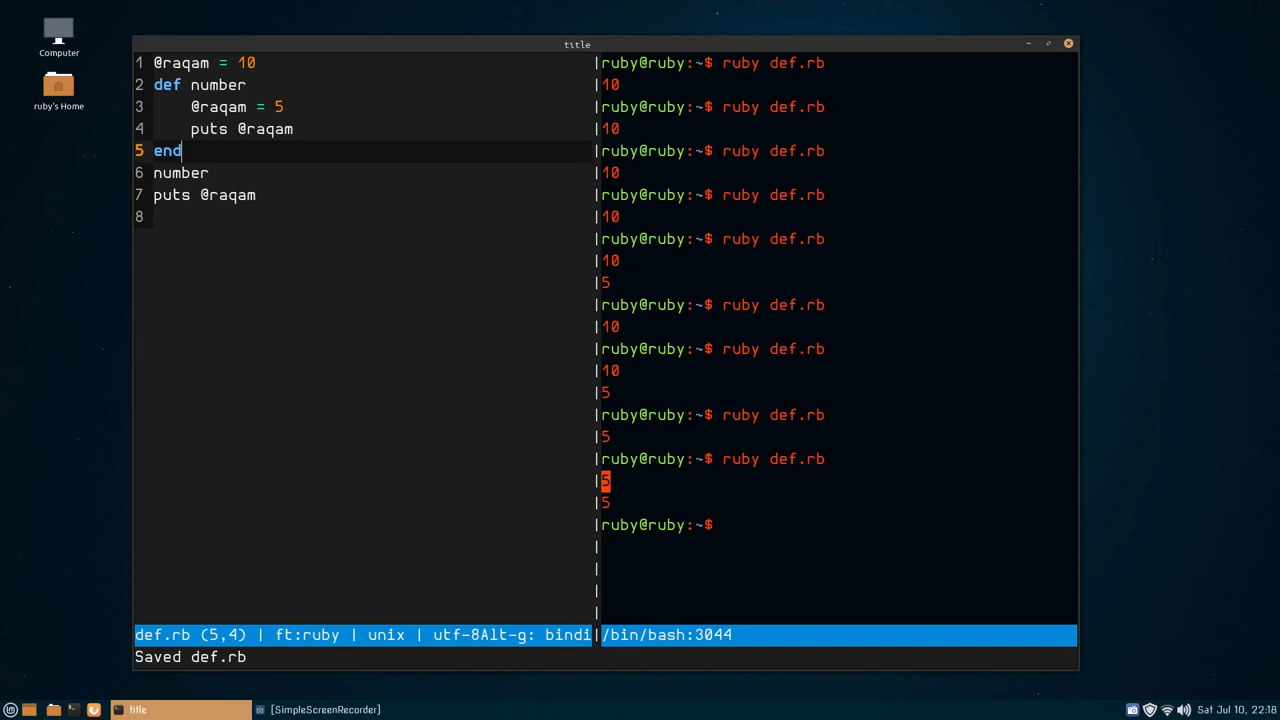 Computer
ruby's Home
title
1 @raqam = 10
2 def number
3     @raqam = 5
4     puts @raqam
5 end
6 number
7 puts @raqam
8
def.rb (5,4) | ft:ruby | unix | utf-8Alt-g: bindi
Saved def.rb
|ruby@ruby:~$ ruby def.rb
|10
|ruby@ruby:~$ ruby def.rb
|10
|ruby@ruby:~$ ruby def.rb
|10
|ruby@ruby:~$ ruby def.rb
|10
|ruby@ruby:~$ ruby def.rb
|10
|5
|ruby@ruby:~$ ruby def.rb
|10
|ruby@ruby:~$ ruby def.rb
|10
|5
|ruby@ruby:~$ ruby def.rb
|5
|ruby@ruby:~$ ruby def.rb
|5
|5
|ruby@ruby:~$
|
|
|
|
|/bin/bash:3044
title
[SimpleScreenRecorder]
Sat Jul 10, 22:18